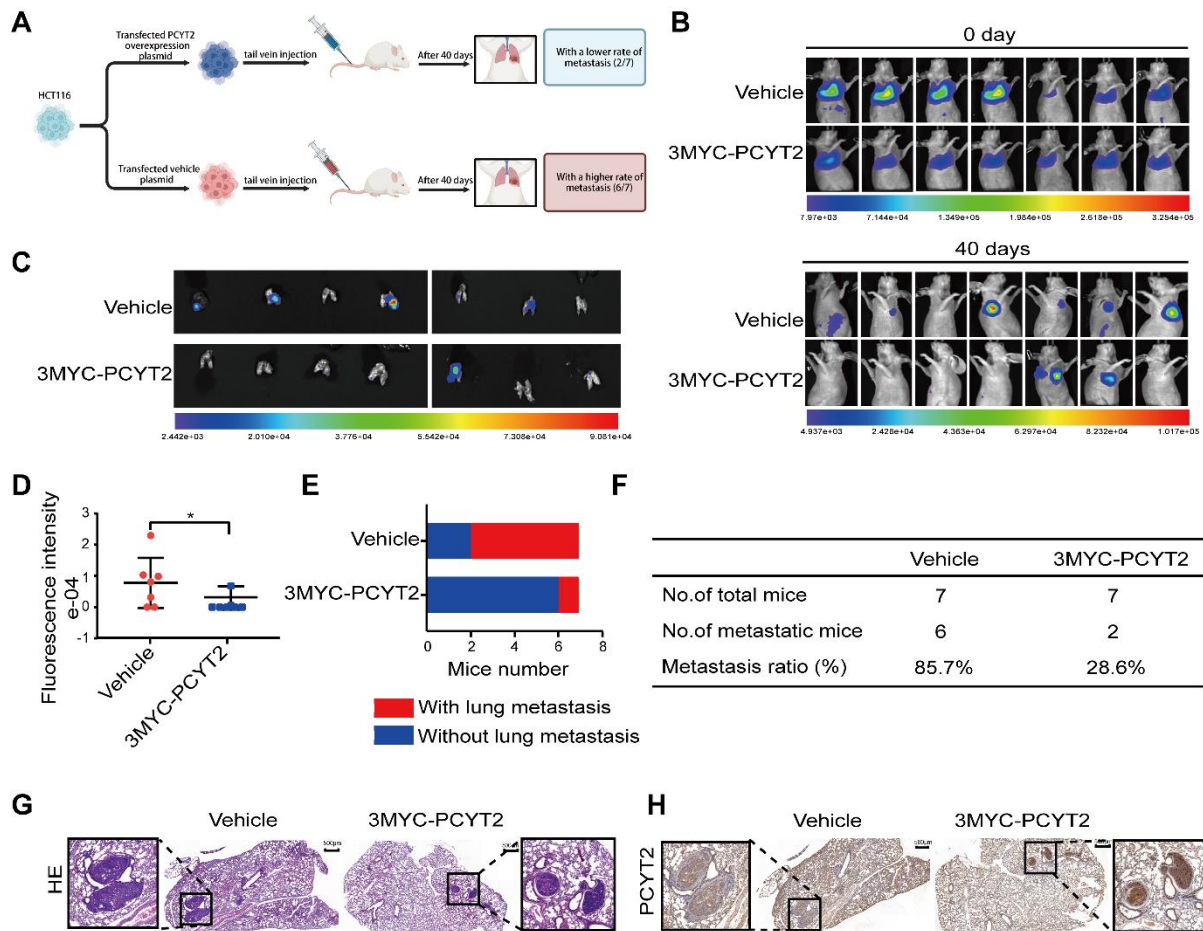 A
Transfected PCYT2
overexpression
plasmid
tail vein injection
After 40 days
With a lower rate of
metastasis (2/7)
HCT116
Transfected vehicle
plasmid
tail vein injection
After 40 days
With a higher rate of
metastasis (6/7)
B
0 day
Vehicle
3MYC-PCYT2
7.97e+03 7.144e+04 1.349e+05 1.984e+05 2.618e+05 3.254e+05
40 days
Vehicle
3MYC-PCYT2
4.937e+03 2.428e+04 4.363e+04 6.297e+04 8.232e+04 1.017e+05
C
Vehicle
3MYC-PCYT2
2.442e+03 2.010e+04 3.776e+04 5.542e+04 7.308e+04 9.081e+04
D
Fluorescence intensity
e-04
3
2
1
0
-1
*
Vehicle
3MYC-PCYT2
E
Vehicle
3MYC-PCYT2
0 2 4 6 8
Mice number
With lung metastasis
Without lung metastasis
F
Vehicle 3MYC-PCYT2
No.of total mice 7 7
No.of metastatic mice 6 2
Metastasis ratio (%) 85.7% 28.6%
G
Vehicle 3MYC-PCYT2
HE
500μm
500μm
H
Vehicle 3MYC-PCYT2
PCYT2
500μm